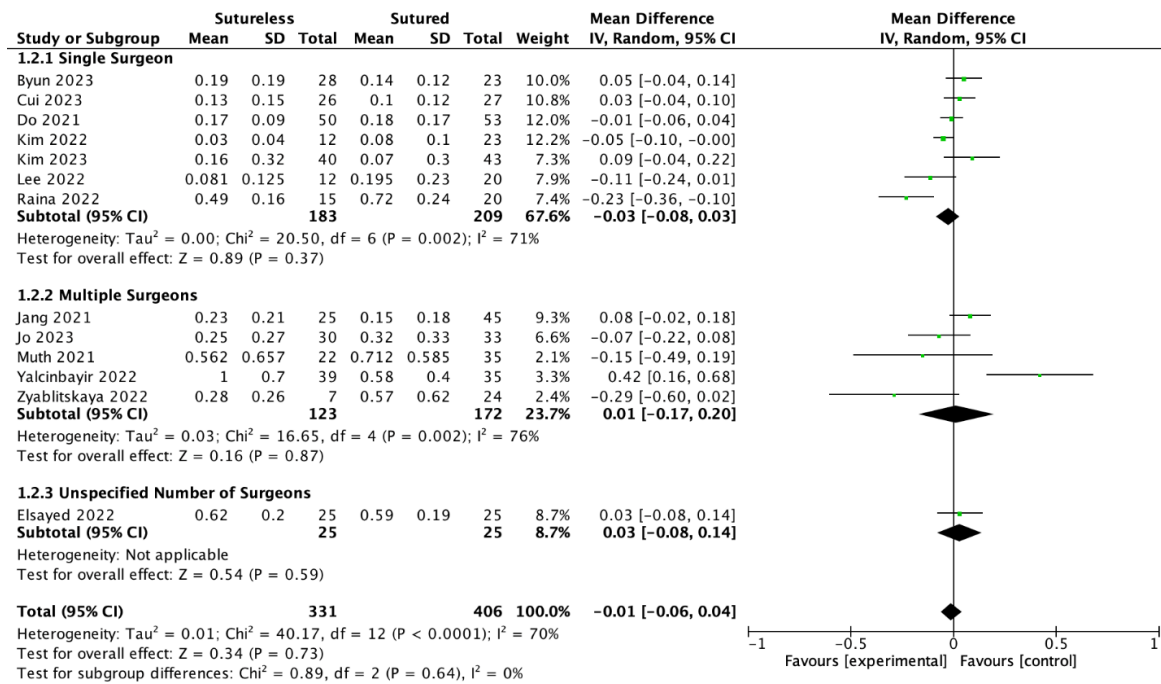 Sutureless Sutured Mean Difference Mean Difference
Study or Subgroup Mean SD Total Mean SD Total Weight IV, Random, 95% CI IV, Random, 95% CI
1.2.1 Single Surgeon
Byun 2023 0.19 0.19 28 0.14 0.12 23 10.0% 0.05 [-0.04, 0.14]
Cui 2023 0.13 0.15 26 0.1 0.12 27 10.8% 0.03 [-0.04, 0.10]
Do 2021 0.17 0.09 50 0.18 0.17 53 12.0% -0.01 [-0.06, 0.04]
Kim 2022 0.03 0.04 12 0.08 0.1 23 12.2% -0.05 [-0.10, -0.00]
Kim 2023 0.16 0.32 40 0.07 0.3 43 7.3% 0.09 [-0.04, 0.22]
Lee 2022 0.081 0.125 12 0.195 0.23 20 7.9% -0.11 [-0.24, 0.01]
Raina 2022 0.49 0.16 15 0.72 0.24 20 7.4% -0.23 [-0.36, -0.10]
Subtotal (95% CI) 183 209 67.6% -0.03 [-0.08, 0.03]
Heterogeneity: Tau² = 0.00; Chi² = 20.50, df = 6 (P = 0.002); I² = 71%
Test for overall effect: Z = 0.89 (P = 0.37)
1.2.2 Multiple Surgeons
Jang 2021 0.23 0.21 25 0.15 0.18 45 9.3% 0.08 [-0.02, 0.18]
Jo 2023 0.25 0.27 30 0.32 0.33 33 6.6% -0.07 [-0.22, 0.08]
Muth 2021 0.562 0.657 22 0.712 0.585 35 2.1% -0.15 [-0.49, 0.19]
Yalcinbayir 2022 1 0.7 39 0.58 0.4 35 3.3% 0.42 [0.16, 0.68]
Zyablitskaya 2022 0.28 0.26 7 0.57 0.62 24 2.4% -0.29 [-0.60, 0.02]
Subtotal (95% CI) 123 172 23.7% 0.01 [-0.17, 0.20]
Heterogeneity: Tau² = 0.03; Chi² = 16.65, df = 4 (P = 0.002); I² = 76%
Test for overall effect: Z = 0.16 (P = 0.87)
1.2.3 Unspecified Number of Surgeons
Elsayed 2022 0.62 0.2 25 0.59 0.19 25 8.7% 0.03 [-0.08, 0.14]
Subtotal (95% CI) 25 25 8.7% 0.03 [-0.08, 0.14]
Heterogeneity: Not applicable
Test for overall effect: Z = 0.54 (P = 0.59)
Total (95% CI) 331 406 100.0% -0.01 [-0.06, 0.04]
Heterogeneity: Tau² = 0.01; Chi² = 40.17, df = 12 (P < 0.0001); I² = 70%
Test for overall effect: Z = 0.34 (P = 0.73)
Test for subgroup differences: Chi² = 0.89, df = 2 (P = 0.64), I² = 0%
-1 -0.5 0 0.5 1
Favours [experimental] Favours [control]